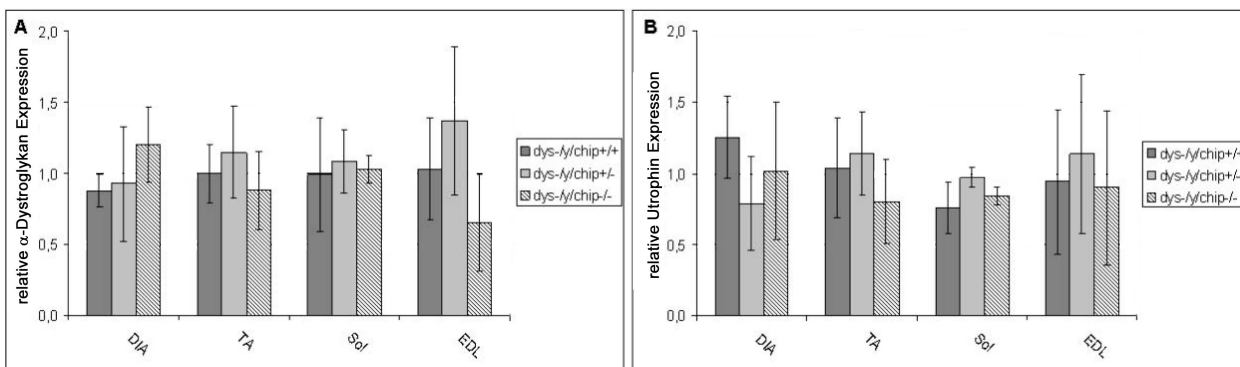 A
relative α-Dystroglykan Expression
2,0
1,5
1,0
0,5
0,0
DIA
TA
Sol
EDL
dys-/y/chip+/+
dys-/y/chip+/-
dys-/y/chip-/-
B
relative Utrophin Expression
2,0
1,5
1,0
0,5
0,0
DIA
TA
Sol
EDL
dys-/y/chip+/+
dys-/y/chip+/-
dys-/y/chip-/-